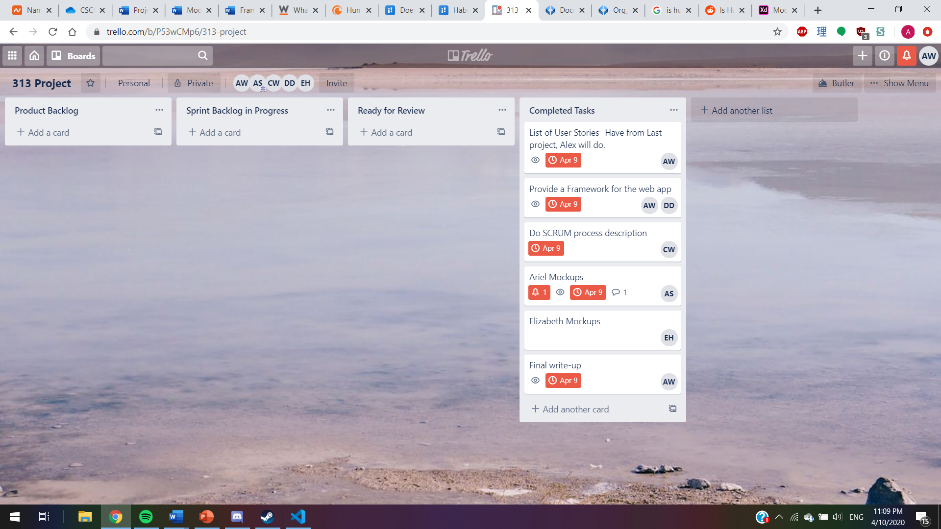 Nan
CSC
Proj
Moc
Fran
Wha
Hun
Doe
Hab
313
Doc
Org
is h
Is H
Moc
trello.com/b/P53wCMp6/313-project
A
Boards
Trello
AW
313 Project Personal Private AW AS CW DD EH Invite Butler Show Menu
Product Backlog
Add a card
Sprint Backlog in Progress
Add a card
Ready for Review
Add a card
Completed Tasks
List of User Stories Have from Last
project, Alex will do.
Apr 9 AW
Provide a Framework for the web app
Apr 9 AW DD
Do SCRUM process description
Apr 9 CW
Ariel Mockups
1 Apr 9 1 AS
Elizabeth Mockups
EH
Final write-up
Apr 9 AW
Add another card
Add another list
ENG
11:09 PM
4/10/2020
15